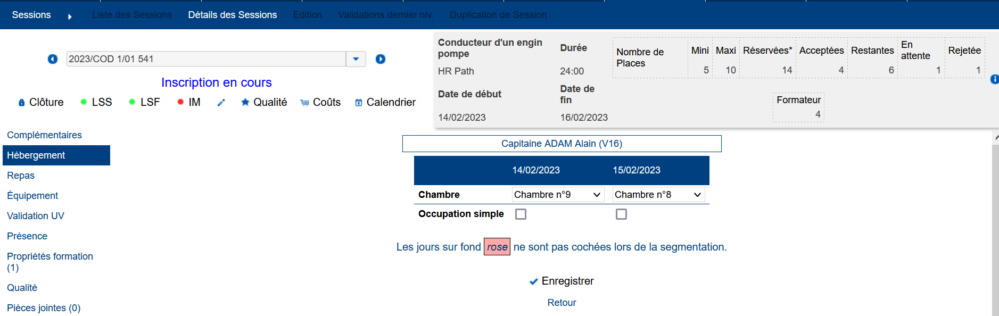 Sessions
Liste des Sessions
Détails des Sessions
Edition
Validations dernier niv.
Duplication de Session
2023/COD 1/01 541
Inscription en cours
Clôture
LSS
LSF
IM
Qualité
Coûts
Calendrier
Conducteur d'un engin
pompe
HR Path
Durée
24:00
Date de début
14/02/2023
Date de
fin
16/02/2023
Nombre de
Places
Mini
5
Maxi
10
Réservées*
14
Acceptées
4
Restantes
6
En
attente
1
Rejetée
1
Formateur
4
Complémentaires
Hébergement
Repas
Équipement
Validation UV
Présence
Propriétés formation
(1)
Qualité
Pièces jointes (0)
Capitaine ADAM Alain (V16)
14/02/2023 15/02/2023
Chambre Chambre n°9 Chambre n°8
Occupation simple
Les jours sur fond rose ne sont pas cochées lors de la segmentation.
Enregistrer
Retour